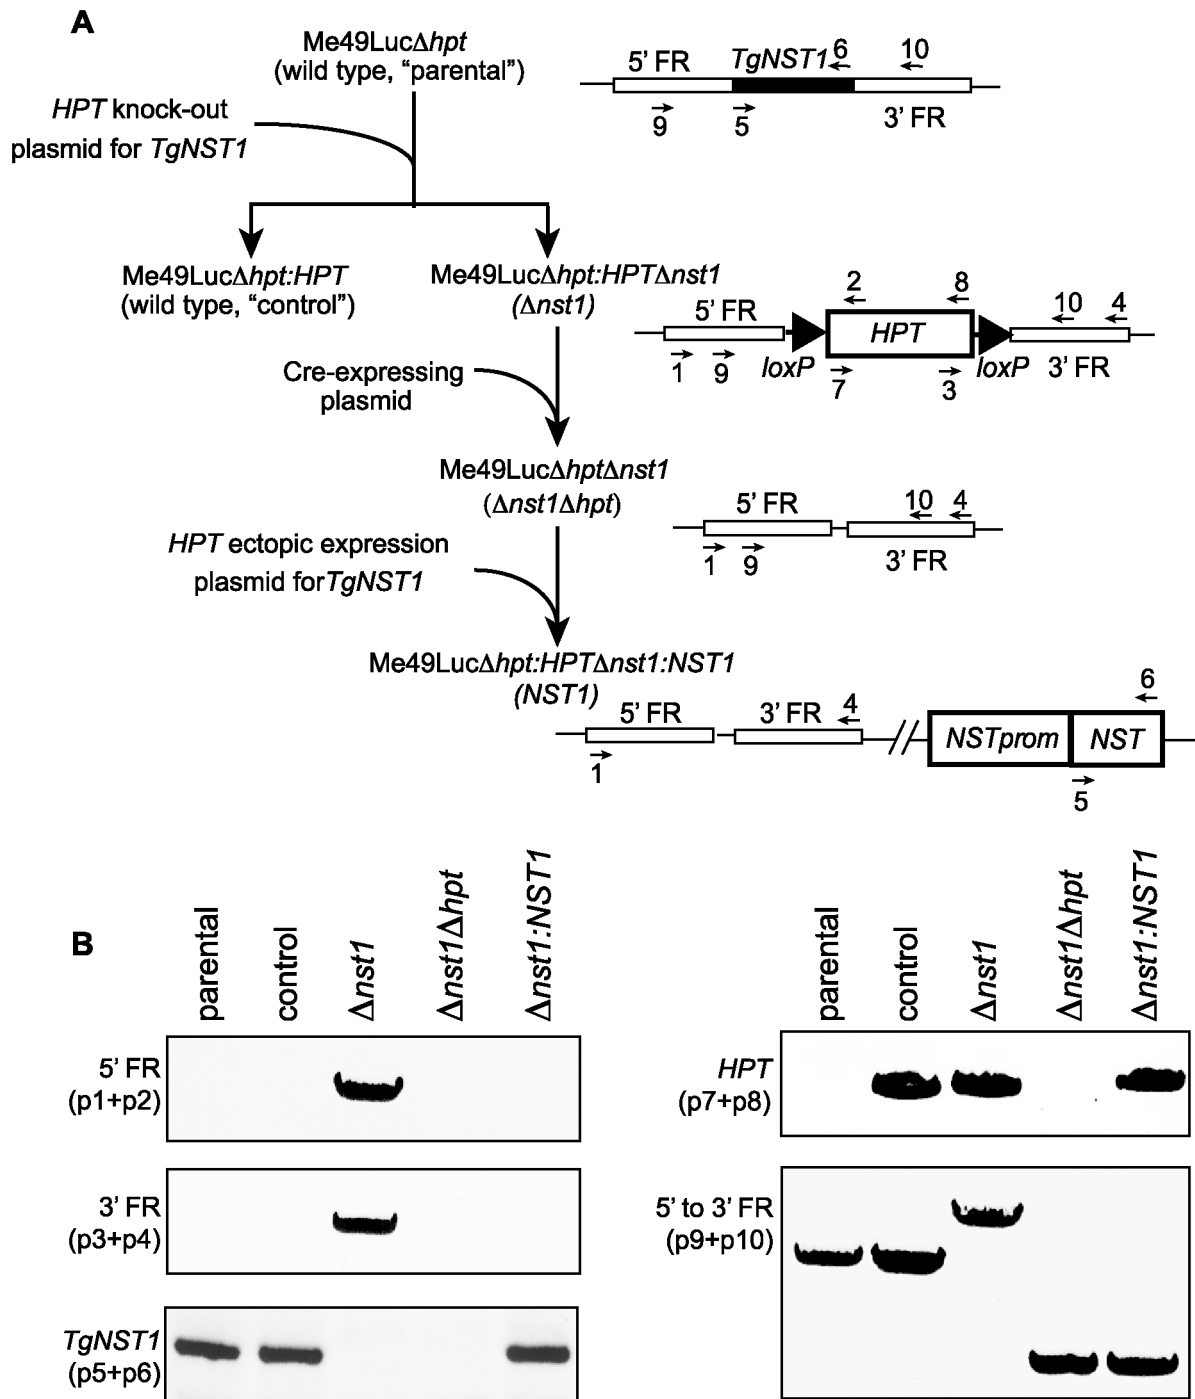 A
Me49LucΔhpt
(wild type, “parental”)
HPT knock-out
plasmid for TgNST1
5’ FR
TgNST1
6
10
9
5
3’ FR
Me49LucΔhpt:HPT
(wild type, “control”)
Me49LucΔhpt:HPTΔnst1
(Δnst1)
5’ FR
2
8
10
4
HPT
1
9
loxP
7
3
loxP
3’ FR
Cre-expressing
plasmid
Me49LucΔhptΔnst1
(Δnst1Δhpt)
5’ FR
10
4
1
9
3’ FR
HPT ectopic expression
plasmid forTgNST1
Me49LucΔhpt:HPTΔnst1:NST1
(NST1)
5’ FR
3’ FR
4
6
NSTprom
NST
1
5
B
parental
control
Δnst1
Δnst1Δhpt
Δnst1:NST1
5’ FR
(p1+p2)
3’ FR
(p3+p4)
TgNST1
(p5+p6)
parental
control
Δnst1
Δnst1Δhpt
Δnst1:NST1
HPT
(p7+p8)
5’ to 3’ FR
(p9+p10)